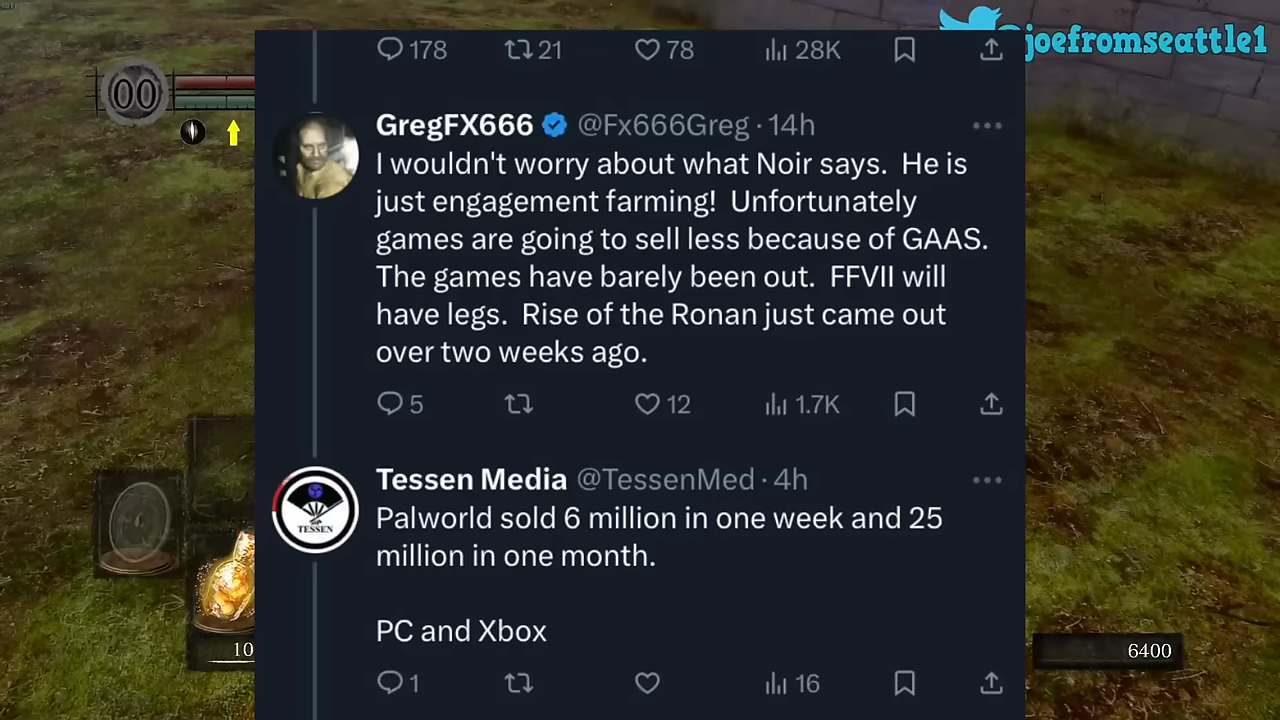 @joefromseattle1
178 21 78 28K
00
GregFX666 @Fx666Greg · 14h
I wouldn't worry about what Noir says. He is
just engagement farming! Unfortunately
games are going to sell less because of GAAS.
The games have barely been out. FFVII will
have legs. Rise of the Ronan just came out
over two weeks ago.
5 12 1.7K
Tessen Media @TessenMed · 4h
TESSEN
Palworld sold 6 million in one week and 25
million in one month.
PC and Xbox
10
6400
1 16